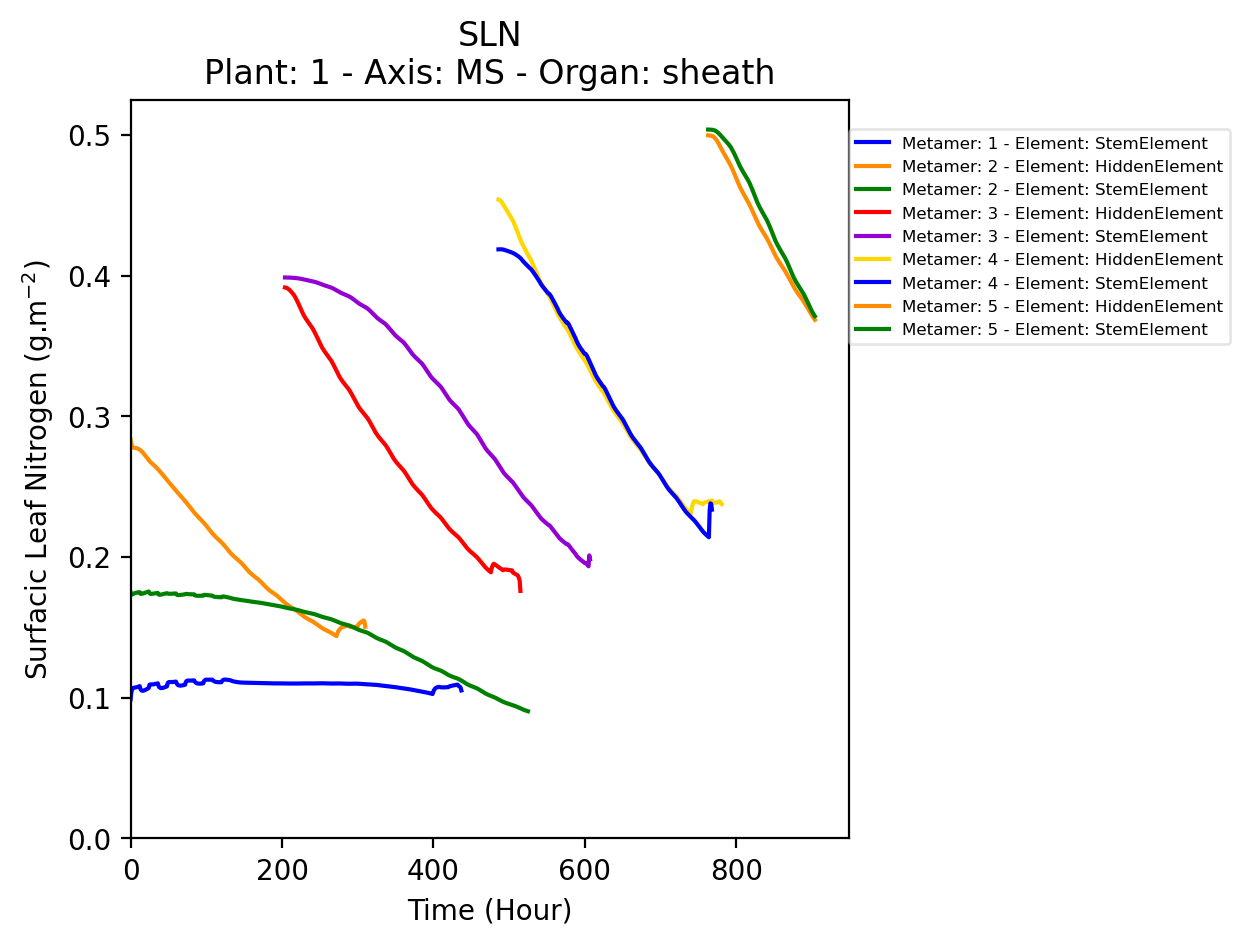 SLN
Plant: 1 - Axis: MS - Organ: sheath
Surfacic Leaf Nitrogen (g.m⁻²)
0.5
0.4
0.3
0.2
0.1
0.0
0 200 400 600 800
Time (Hour)
Metamer: 1 - Element: StemElement
Metamer: 2 - Element: HiddenElement
Metamer: 2 - Element: StemElement
Metamer: 3 - Element: HiddenElement
Metamer: 3 - Element: StemElement
Metamer: 4 - Element: HiddenElement
Metamer: 4 - Element: StemElement
Metamer: 5 - Element: HiddenElement
Metamer: 5 - Element: StemElement